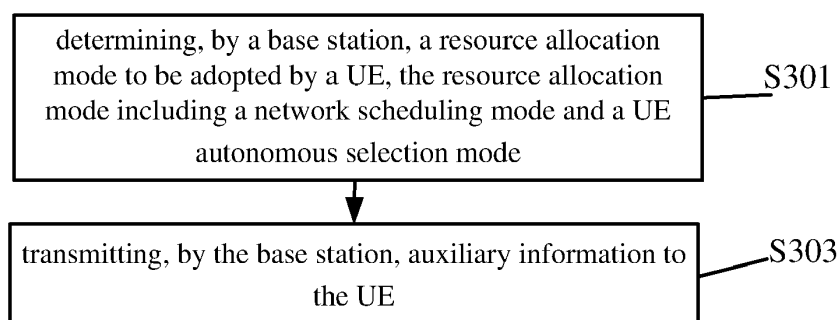 determining, by a base station, a resource allocation
mode to be adopted by a UE, the resource allocation
mode including a network scheduling mode and a UE
autonomous selection mode
S301
transmitting, by the base station, auxiliary information to
the UE
S303